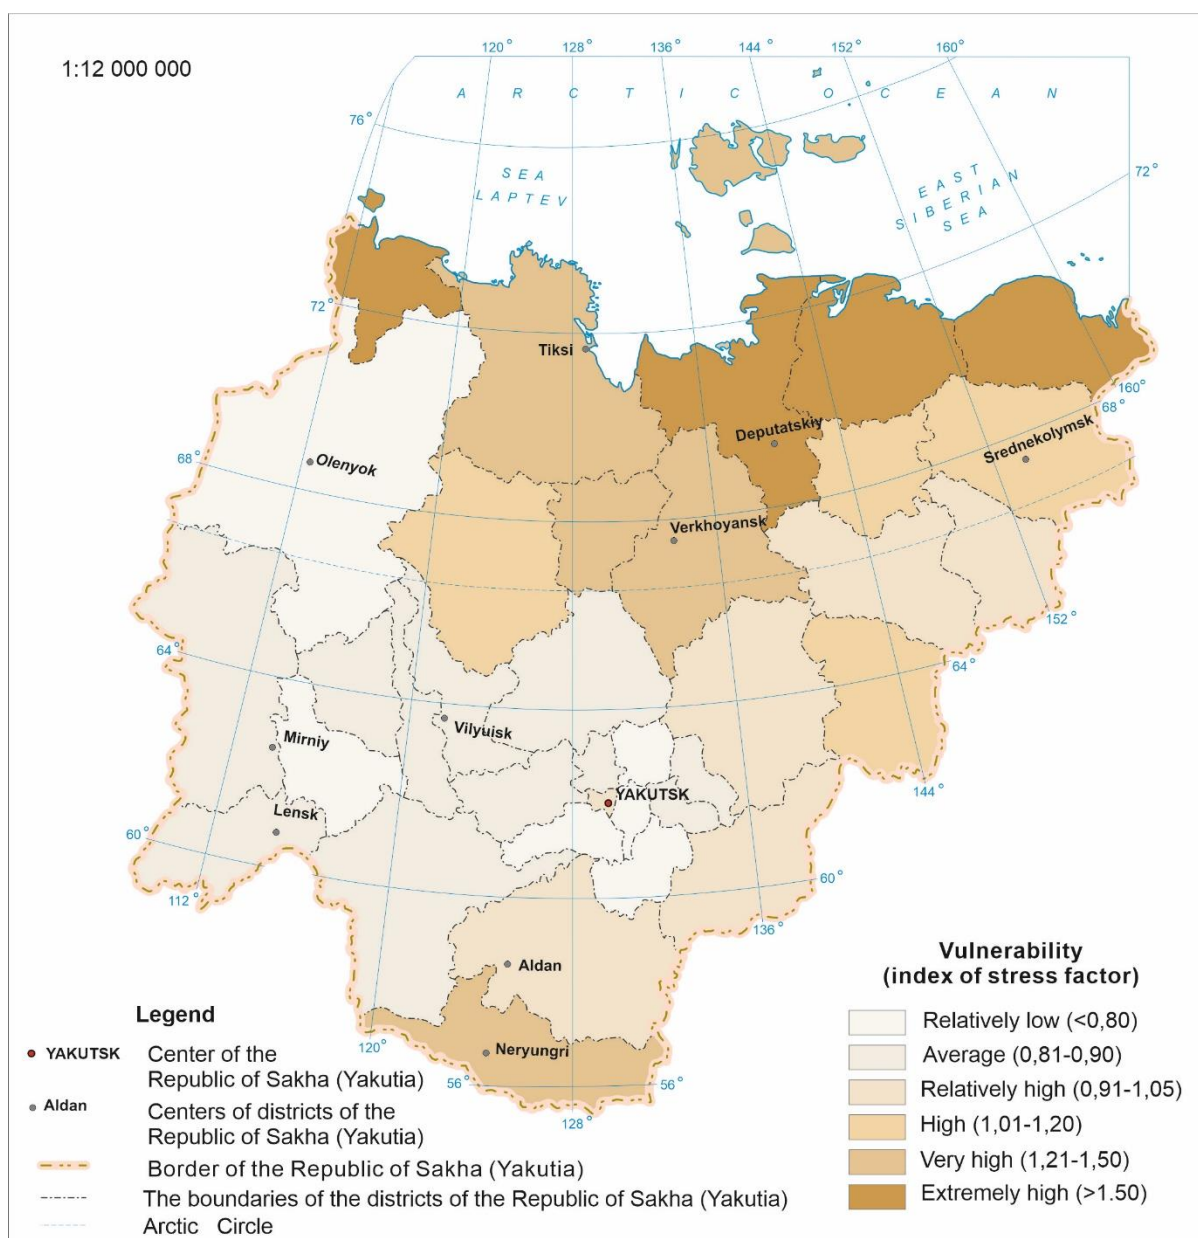 1:12 000 000
120° 128° 136° 144° 152° 160°
A R C T I C O C E A N
76°
SEA
LAPTEV
72°
EAST
SIBERIAN
SEA
72°
Tiksi
160°
68°
Deputatskiy
Srednekolymsk
68°
Olenyok
Verkhoyansk
152°
64°
64°
Vilyuisk
Mirniy
144°
YAKUTSK
Lensk
60°
60°
112°
136°
Aldan
Neryungri
120°
56°
56°
128°
Vulnerability
(index of stress factor)
Relatively low (<0,80)
Average (0,81-0,90)
Relatively high (0,91-1,05)
High (1,01-1,20)
Very high (1,21-1,50)
Extremely high (>1.50)
Legend
YAKUTSK Center of the
Republic of Sakha (Yakutia)
Aldan Centers of districts of the
Republic of Sakha (Yakutia)
Border of the Republic of Sakha (Yakutia)
The boundaries of the districts of the Republic of Sakha (Yakutia)
Arctic Circle